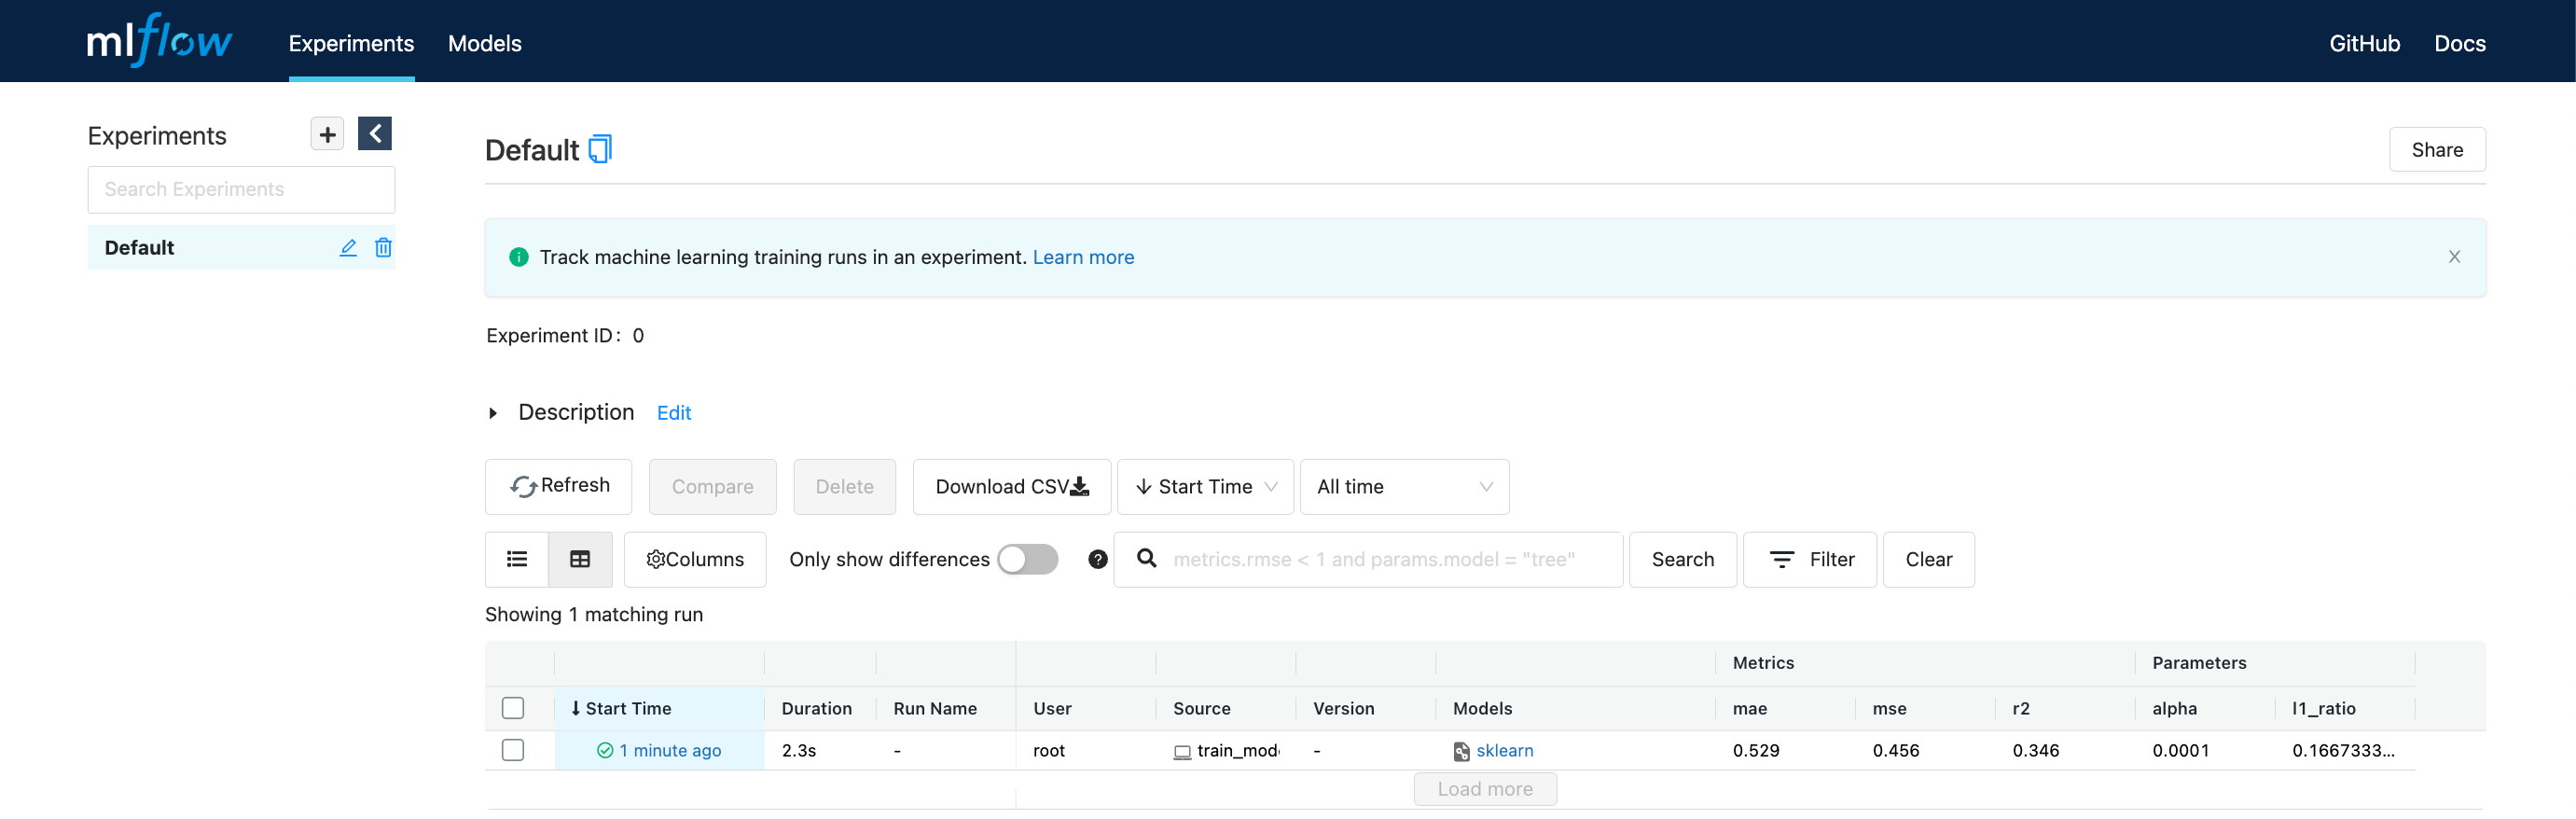 mlflow Experiments Models GitHub Docs
Experiments +
Search Experiments
Default
Default
Share
Track machine learning training runs in an experiment. Learn more
Experiment ID: 0
Description Edit
Refresh Compare Delete Download CSV Start Time All time
Columns Only show differences ? metrics.rmse < 1 and params.model = "tree" Search Filter Clear
Showing 1 matching run
Metrics Parameters
↓ Start Time Duration Run Name User Source Version Models mae mse r2 alpha l1_ratio
1 minute ago 2.3s - root train_mod - sklearn 0.529 0.456 0.346 0.0001 0.1667333...
Load more